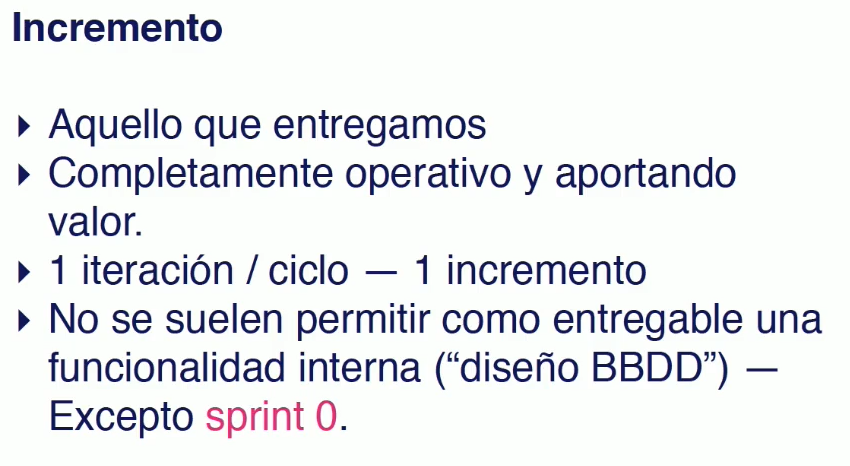 Incremento
▸ Aquello que entregamos
▸ Completamente operativo y aportando
valor.
▸ 1 iteración / ciclo — 1 incremento
▸ No se suelen permitir como entregable una
funcionalidad interna (“diseño BBDD”) —
Excepto sprint 0.